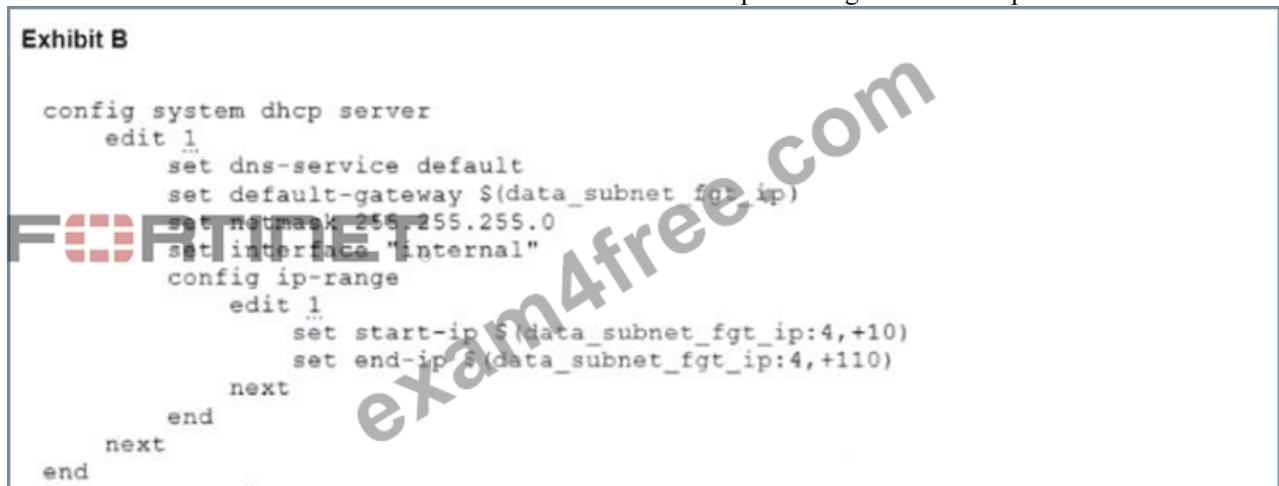 Exhibit B
config system dhcp server
edit 1
set dns-service default
set default-gateway $(data_subnet_fgt_ip)
set netmask 255.255.255.0
set interface "internal"
config ip-range
edit 1
set start-ip $(data_subnet_fgt_ip:4,+10)
set end-ip $(data_subnet_fgt_ip:4,+110)
next
end
next
end
FORTINET
exam4free.com